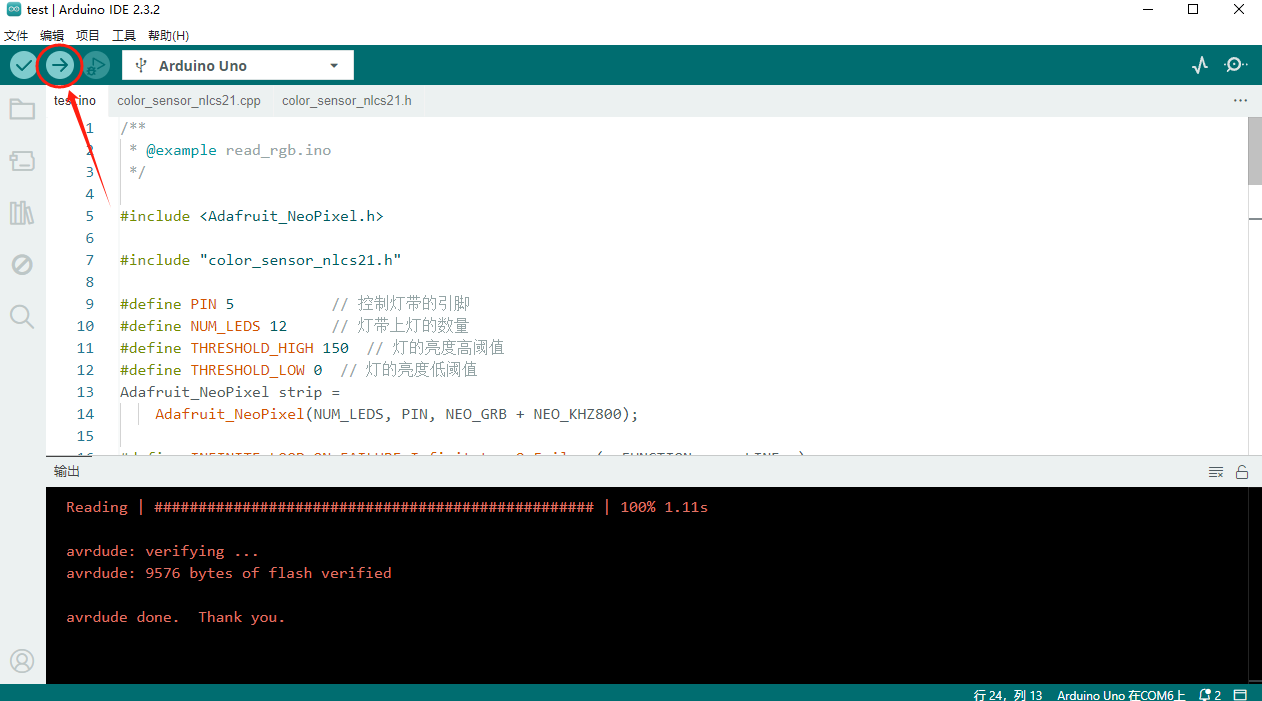 test | Arduino IDE 2.3.2
文件 编辑 项目 工具 帮助(H)
Arduino Uno
test.ino color_sensor_nlcs21.cpp color_sensor_nlcs21.h
1 /**
2 * @example read_rgb.ino
3 */
4
5 #include <Adafruit_NeoPixel.h>
6
7 #include "color_sensor_nlcs21.h"
8
9 #define PIN 5 // 控制灯带的引脚
10 #define NUM_LEDS 12 // 灯带上灯的数量
11 #define THRESHOLD_HIGH 150 // 灯的亮度高阈值
12 #define THRESHOLD_LOW 0 // 灯的亮度低阈值
13 Adafruit_NeoPixel strip =
14 Adafruit_NeoPixel(NUM_LEDS, PIN, NEO_GRB + NEO_KHZ800);
15
输出
Reading | ################################################## | 100% 1.11s
avrdude: verifying ...
avrdude: 9576 bytes of flash verified
avrdude done.  Thank you.
行 24，列 13 Arduino Uno 在COM6上 2